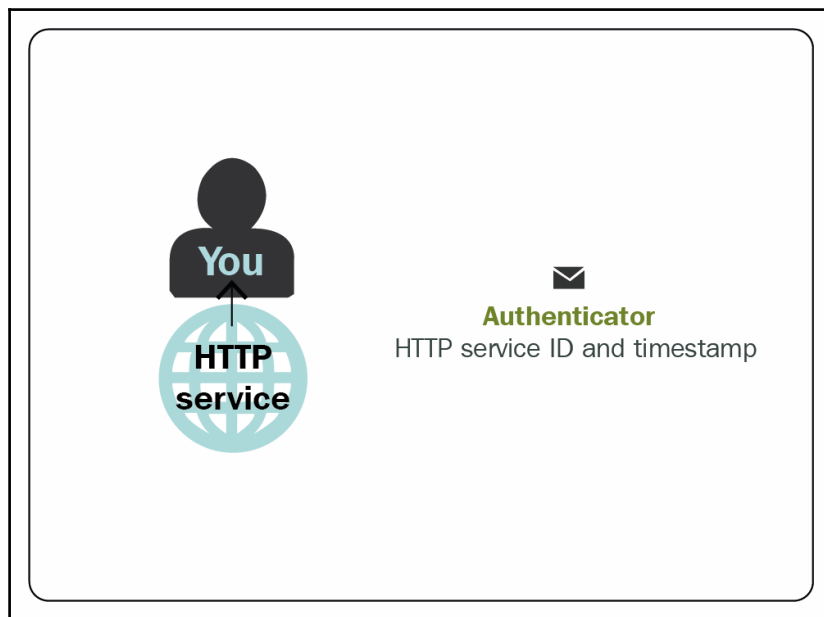 You
HTTP
service
Authenticator
HTTP service ID and timestamp